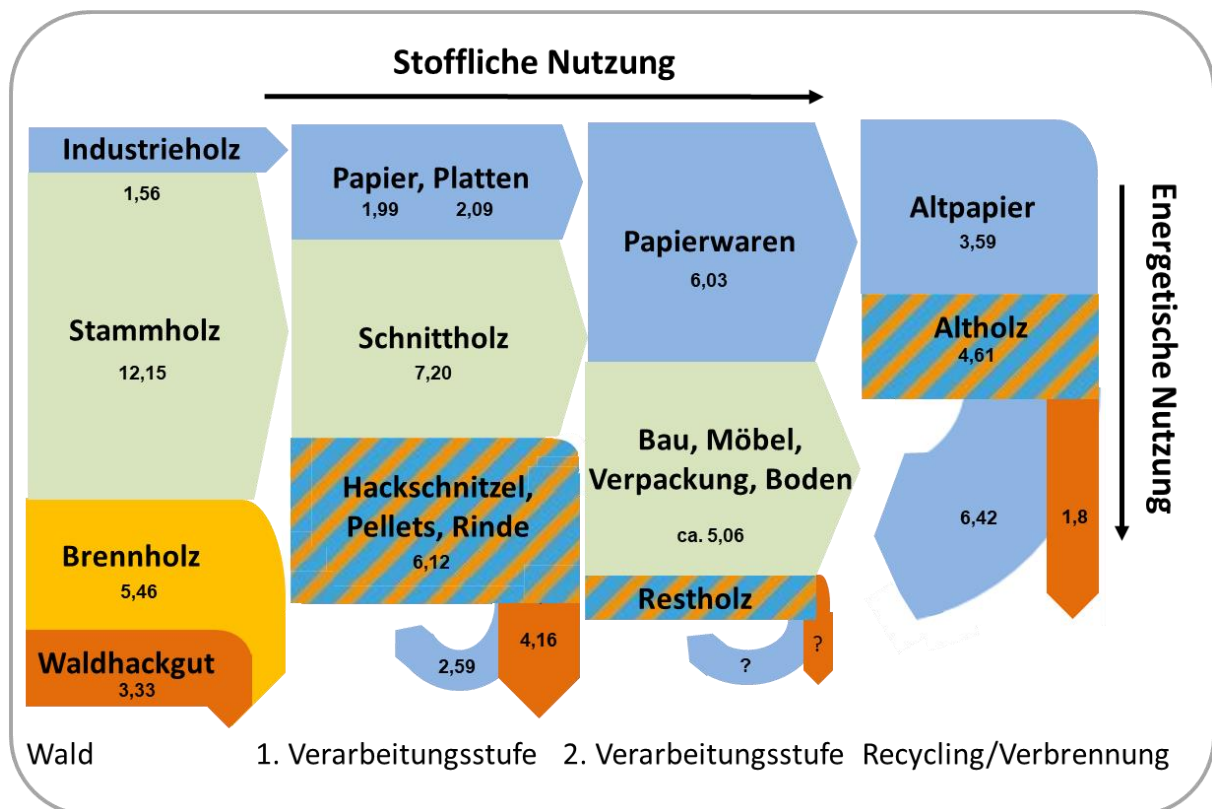 Stoffliche Nutzung
Industrieholz
1,56
Stammholz
12,15
Brennholz
5,46
Waldhackgut
3,33
Papier, Platten
1,99 2,09
Schnittholz
7,20
Hackschnitzel,
Pellets, Rinde
6,12
2,59
4,16
Papierwaren
6,03
Bau, Möbel,
Verpackung, Boden
ca. 5,06
Restholz
?
?
Altpapier
3,59
Altholz
4,61
6,42
1,8
Energetische Nutzung
Wald
1. Verarbeitungsstufe
2. Verarbeitungsstufe
Recycling/Verbrennung